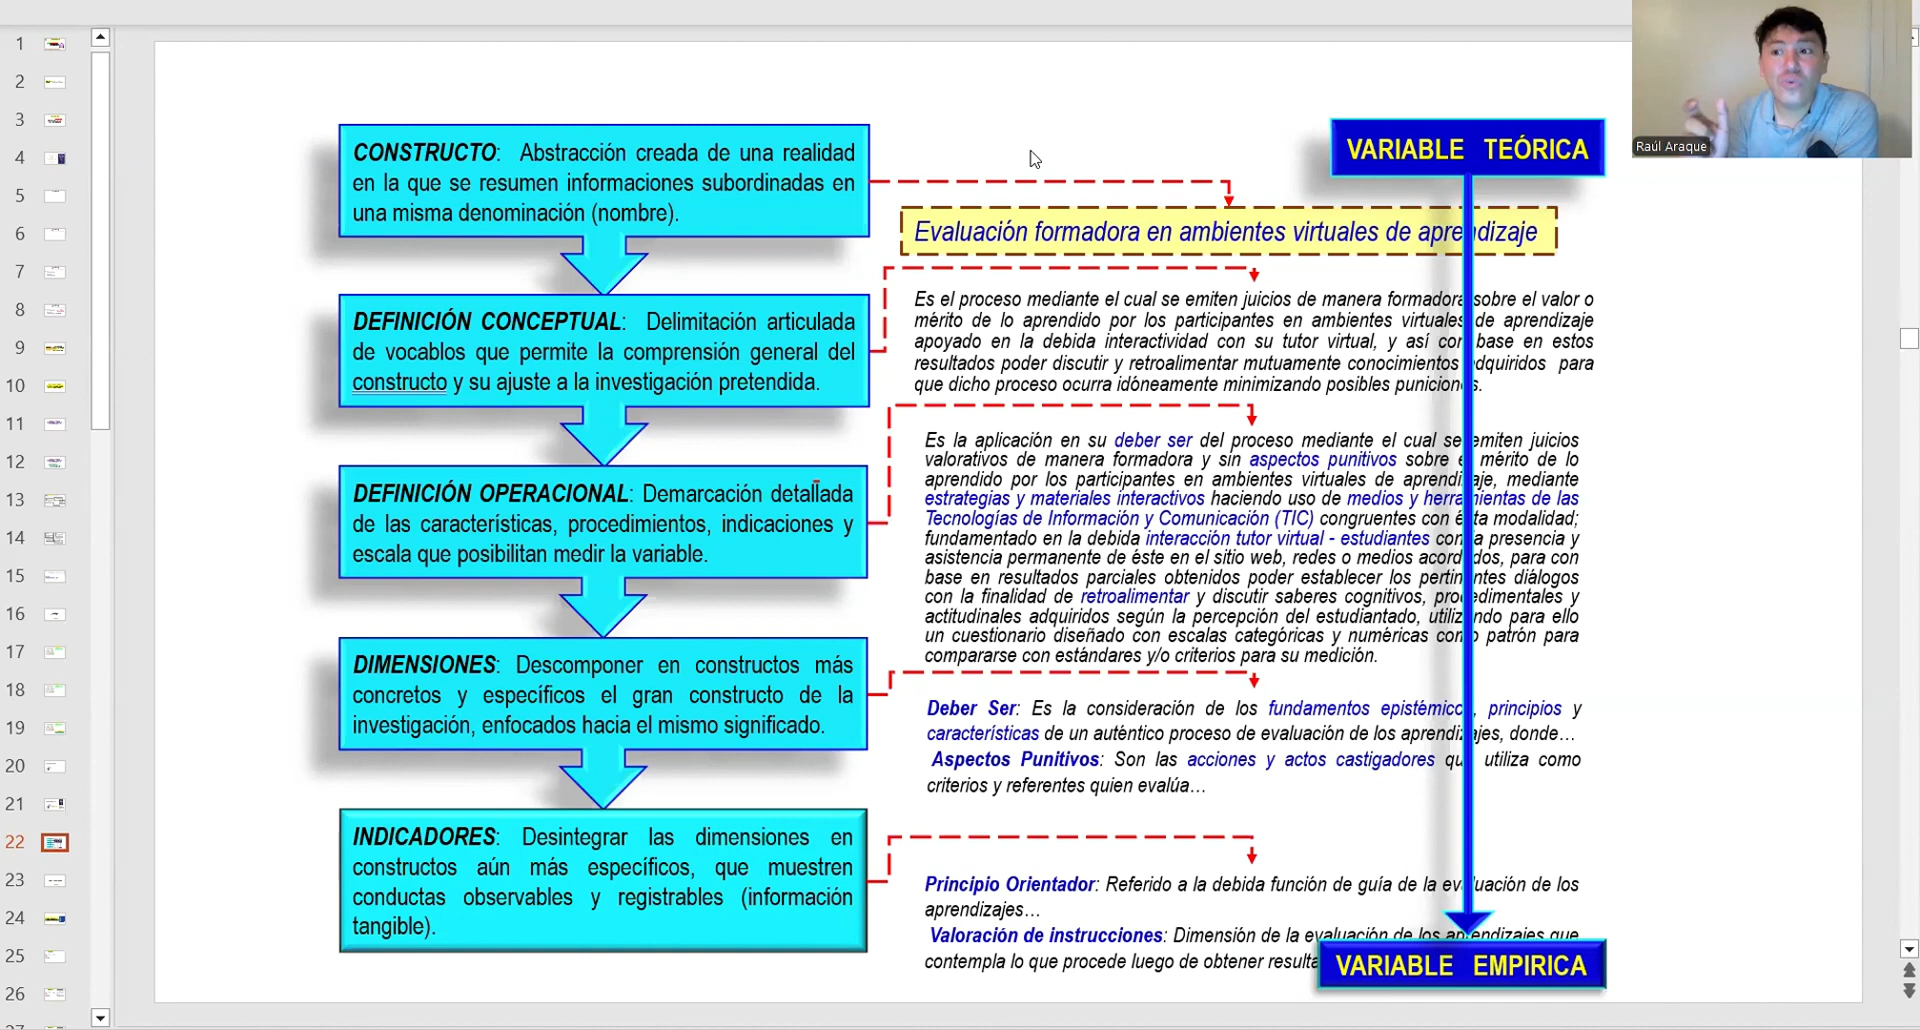 1
2
3
4
5
6
7
8
9
10
11
12
13
14
15
16
17
18
19
20
21
22
23
24
25
26
CONSTRUCTO: Abstracción creada de una realidad
en la que se resumen informaciones subordinadas en
una misma denominación (nombre).
DEFINICIÓN CONCEPTUAL: Delimitación articulada
de vocablos que permite la comprensión general del
constructo y su ajuste a la investigación pretendida.
DEFINICIÓN OPERACIONAL: Demarcación detallada
de las características, procedimientos, indicaciones y
escala que posibilitan medir la variable.
DIMENSIONES: Descomponer en constructos más
concretos y específicos el gran constructo de la
investigación, enfocados hacia el mismo significado.
INDICADORES: Desintegrar las dimensiones en
constructos aún más específicos, que muestren
conductas observables y registrables (información
tangible).
VARIABLE TEÓRICA
Evaluación formadora en ambientes virtuales de aprendizaje
Es el proceso mediante el cual se emiten juicios de manera formadora sobre el valor o
mérito de lo aprendido por los participantes en ambientes virtuales de aprendizaje
apoyado en la debida interactividad con su tutor virtual, y así con base en estos
resultados poder discutir y retroalimentar mutuamente conocimientos adquiridos para
que dicho proceso ocurra idóneamente minimizando posibles puniciones.
Es la aplicación en su deber ser del proceso mediante el cual se emiten juicios
valorativos de manera formadora y sin aspectos punitivos sobre el mérito de lo
aprendido por los participantes en ambientes virtuales de aprendizaje, mediante
estrategias y materiales interactivos haciendo uso de medios y herramientas de las
Tecnologías de Información y Comunicación (TIC) congruentes con ésta modalidad;
fundamentado en la debida interacción tutor virtual - estudiantes con la presencia y
asistencia permanente de éste en el sitio web, redes o medios acordados, para con
base en resultados parciales obtenidos poder establecer los pertinentes diálogos
con la finalidad de retroalimentar y discutir saberes cognitivos, procedimentales y
actitudinales adquiridos según la percepción del estudiantado, utilizando para ello
un cuestionario diseñado con escalas categóricas y numéricas como patrón para
compararse con estándares y/o criterios para su medición.
Deber Ser: Es la consideración de los fundamentos epistémicos, principios y
características de un auténtico proceso de evaluación de los aprendizajes, donde…
Aspectos Punitivos: Son las acciones y actos castigadores que utiliza como
criterios y referentes quien evalúa…
Principio Orientador: Referido a la debida función de guía de la evaluación de los
aprendizajes…
Valoración de instrucciones: Dimensión de la evaluación de los aprendizajes que
contempla lo que procede luego de obtener
VARIABLE EMPIRICA
Raúl Araque